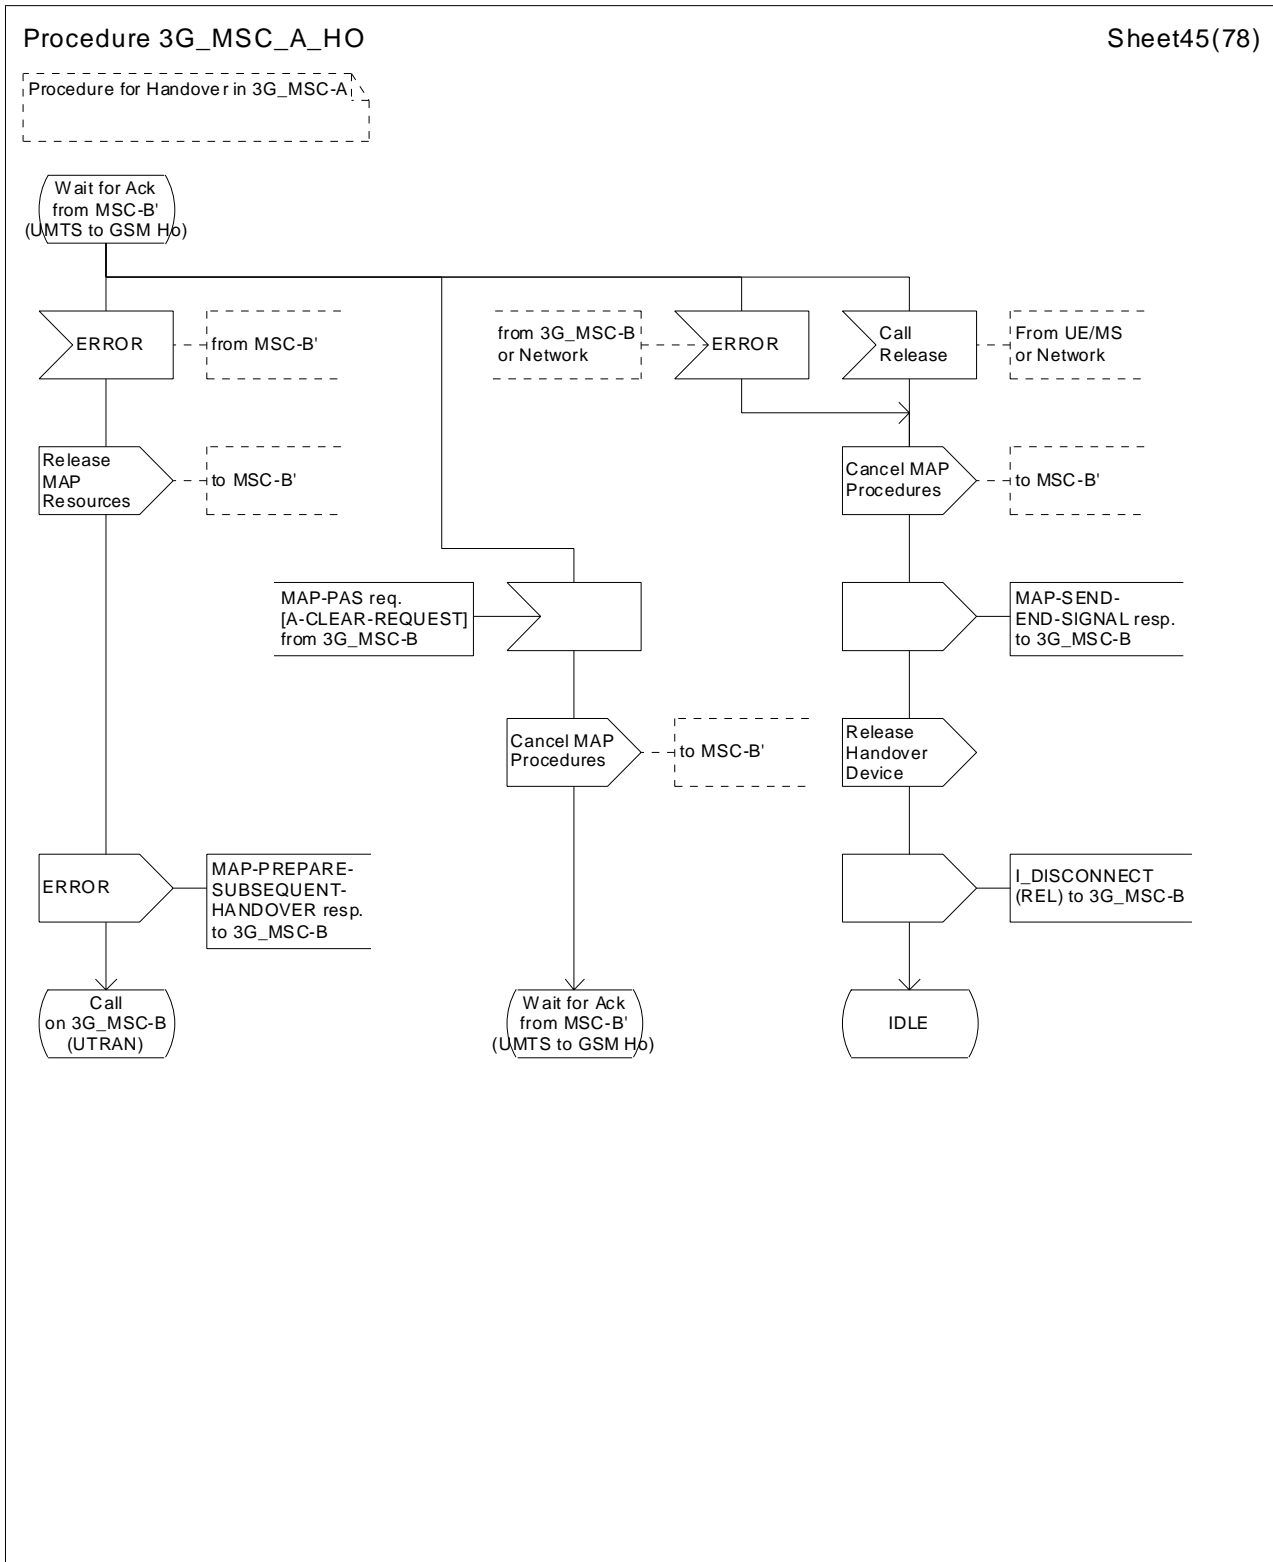 Procedure 3G_MSC_A_HO
Sheet45(78)
Procedure for Handover in 3G_MSC-A
Wait for Ack
from MSC-B'
(UMTS to GSM Ho)
ERROR
from MSC-B'
from 3G_MSC-B
or Network
ERROR
Call
Release
From UE/MS
or Network
Release
MAP
Resources
to MSC-B'
Cancel MAP
Procedures
to MSC-B'
MAP-PAS req.
[A-CLEAR-REQUEST]
from 3G_MSC-B
MAP-SEND-
END-SIGNAL resp.
to 3G_MSC-B
Cancel MAP
Procedures
to MSC-B'
Release
Handover
Device
ERROR
MAP-PREPARE-
SUBSEQUENT-
HANDOVER resp.
to 3G_MSC-B
I_DISCONNECT
(REL) to 3G_MSC-B
Call
on 3G_MSC-B
(UTRAN)
Wait for Ack
from MSC-B'
(UMTS to GSM Ho)
IDLE